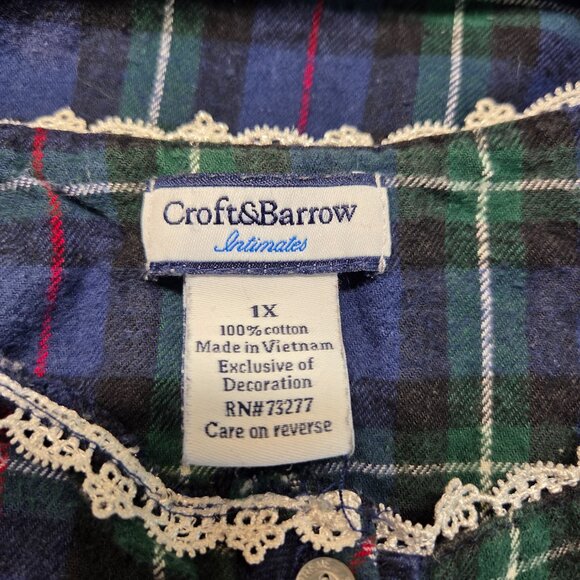 Croft&Barrow
Intimates
1X
100% cotton
Made in Vietnam
Exclusive of
Decoration
RN#73277
Care on reverse